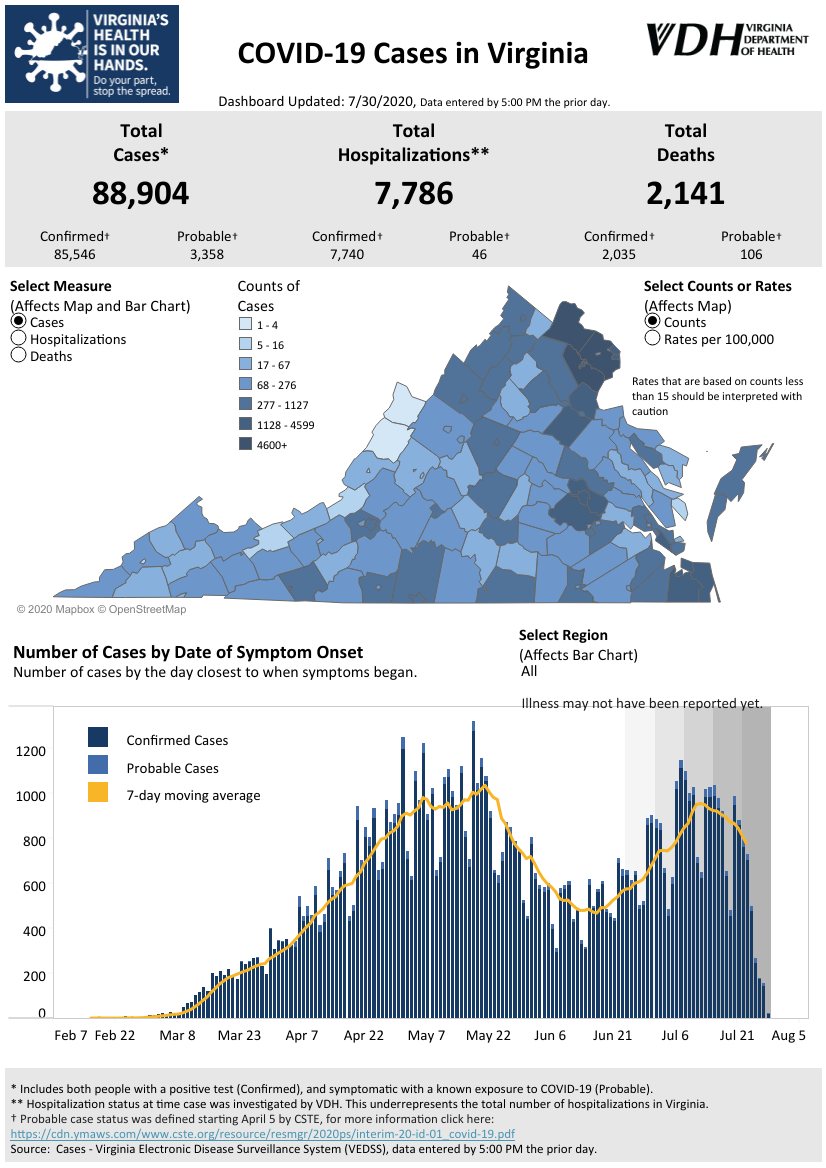 VIRGINIA'S
HEALTH
IS IN OUR
HANDS.
Do your part,
stop the spread.
COVID-19 Cases in Virginia
VDH VIRGINIA
DEPARTMENT
OF HEALTH
Dashboard Updated: 7/30/2020, Data entered by 5:00 PM the prior day.
Total
Cases*
88,904
Confirmed† Probable†
85,546 3,358
Total
Hospitalizations**
7,786
Confirmed† Probable†
7,740 46
Total
Deaths
2,141
Confirmed† Probable†
2,035 106
Select Measure
(Affects Map and Bar Chart)
Cases
Hospitalizations
Deaths
Counts of
Cases
1 - 4
5 - 16
17 - 67
68 - 276
277 - 1127
1128 - 4599
4600+
Select Counts or Rates
(Affects Map)
Counts
Rates per 100,000
Rates that are based on counts less
than 15 should be interpreted with
caution
© 2020 Mapbox © OpenStreetMap
Number of Cases by Date of Symptom Onset
Number of cases by the day closest to when symptoms began.
Select Region
(Affects Bar Chart)
All
Illness may not have been reported yet.
Confirmed Cases
Probable Cases
7-day moving average
1200
1000
800
600
400
200
0
Feb 7 Feb 22 Mar 8 Mar 23 Apr 7 Apr 22 May 7 May 22 Jun 6 Jun 21 Jul 6 Jul 21 Aug 5
* Includes both people with a positive test (Confirmed), and symptomatic with a known exposure to COVID-19 (Probable).
** Hospitalization status at time case was investigated by VDH. This underrepresents the total number of hospitalizations in Virginia.
† Probable case status was defined starting April 5 by CSTE, for more information click here:
https://cdn.ymaws.com/www.cste.org/resource/resmgr/2020ps/interim-20-id-01_covid-19.pdf
Source: Cases - Virginia Electronic Disease Surveillance System (VEDSS), data entered by 5:00 PM the prior day.